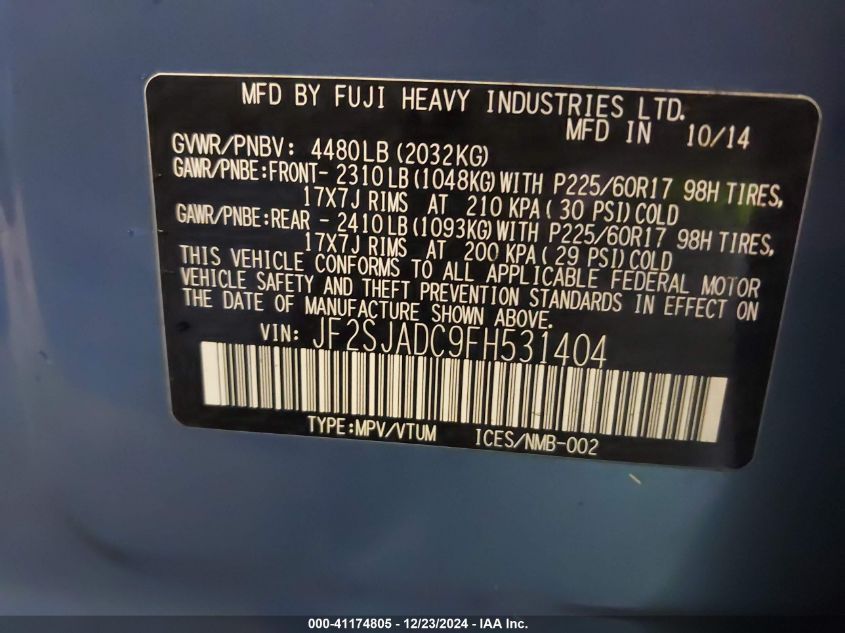 MFD BY FUJI HEAVY INDUSTRIES LTD.
MFD IN 10/14
GVWR/PNBV: 4480LB (2032KG)
GAWR/PNBE:FRONT- 2310LB (1048KG) WITH P225/60R17 98H TIRES,
17X7J RIMS AT 210 KPA ( 30 PSI) COLD
GAWR/PNBE:REAR - 2410LB (1093KG) WITH P225/60R17 98H TIRES,
17X7J RIMS AT 200 KPA ( 29 PSI) COLD
THIS VEHICLE CONFORMS TO ALL APPLICABLE FEDERAL MOTOR
VEHICLE SAFETY AND THEFT PREVENTION STANDARDS IN EFFECT ON
THE DATE OF MANUFACTURE SHOWN ABOVE.
VIN: JF2SJADC9FH531404
TYPE:MPV/VTUM ICES/NMB-002
000-41174805 - 12/23/2024 - IAA Inc.